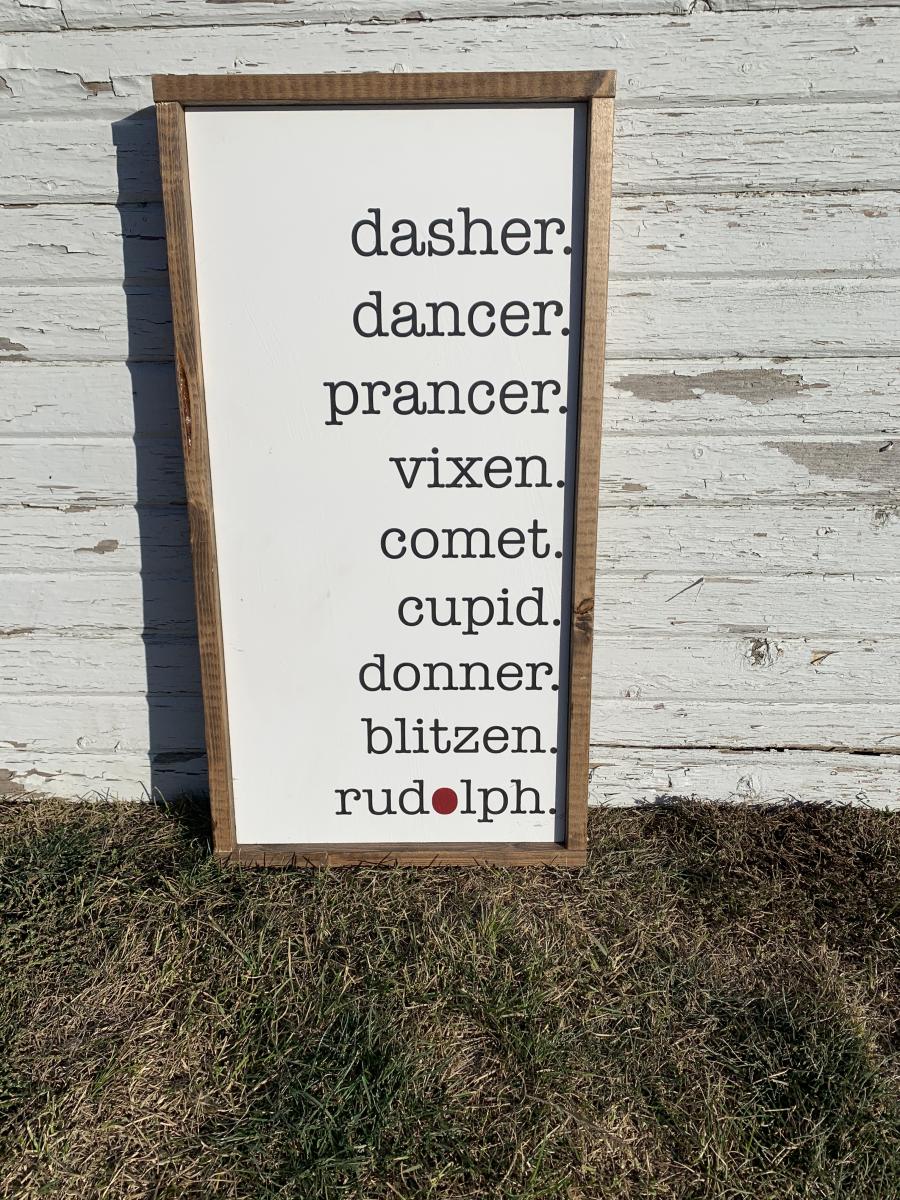 dasher.
dancer.
prancer.
vixen.
comet.
cupid.
donner.
blitzen.
rudolph.